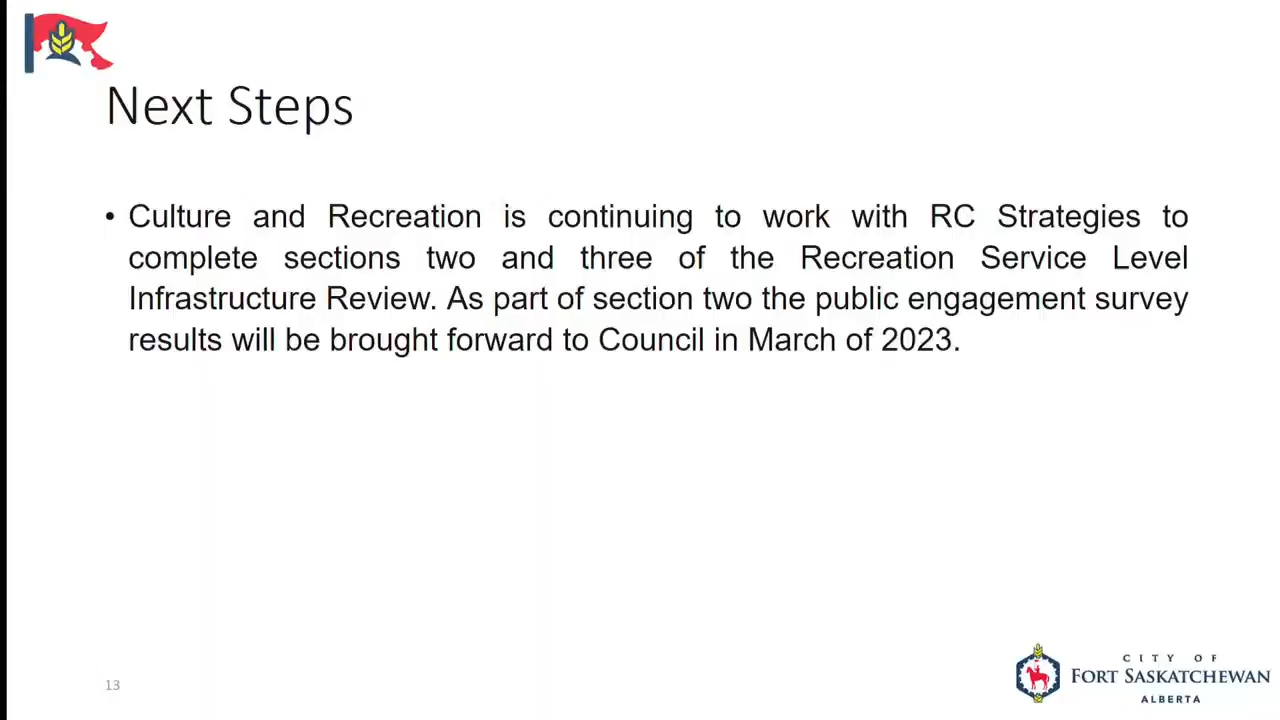 Next Steps
• Culture and Recreation is continuing to work with RC Strategies to
complete sections two and three of the Recreation Service Level
Infrastructure Review. As part of section two the public engagement survey
results will be brought forward to Council in March of 2023.
13
CITY OF
FORT SASKATCHEWAN
ALBERTA